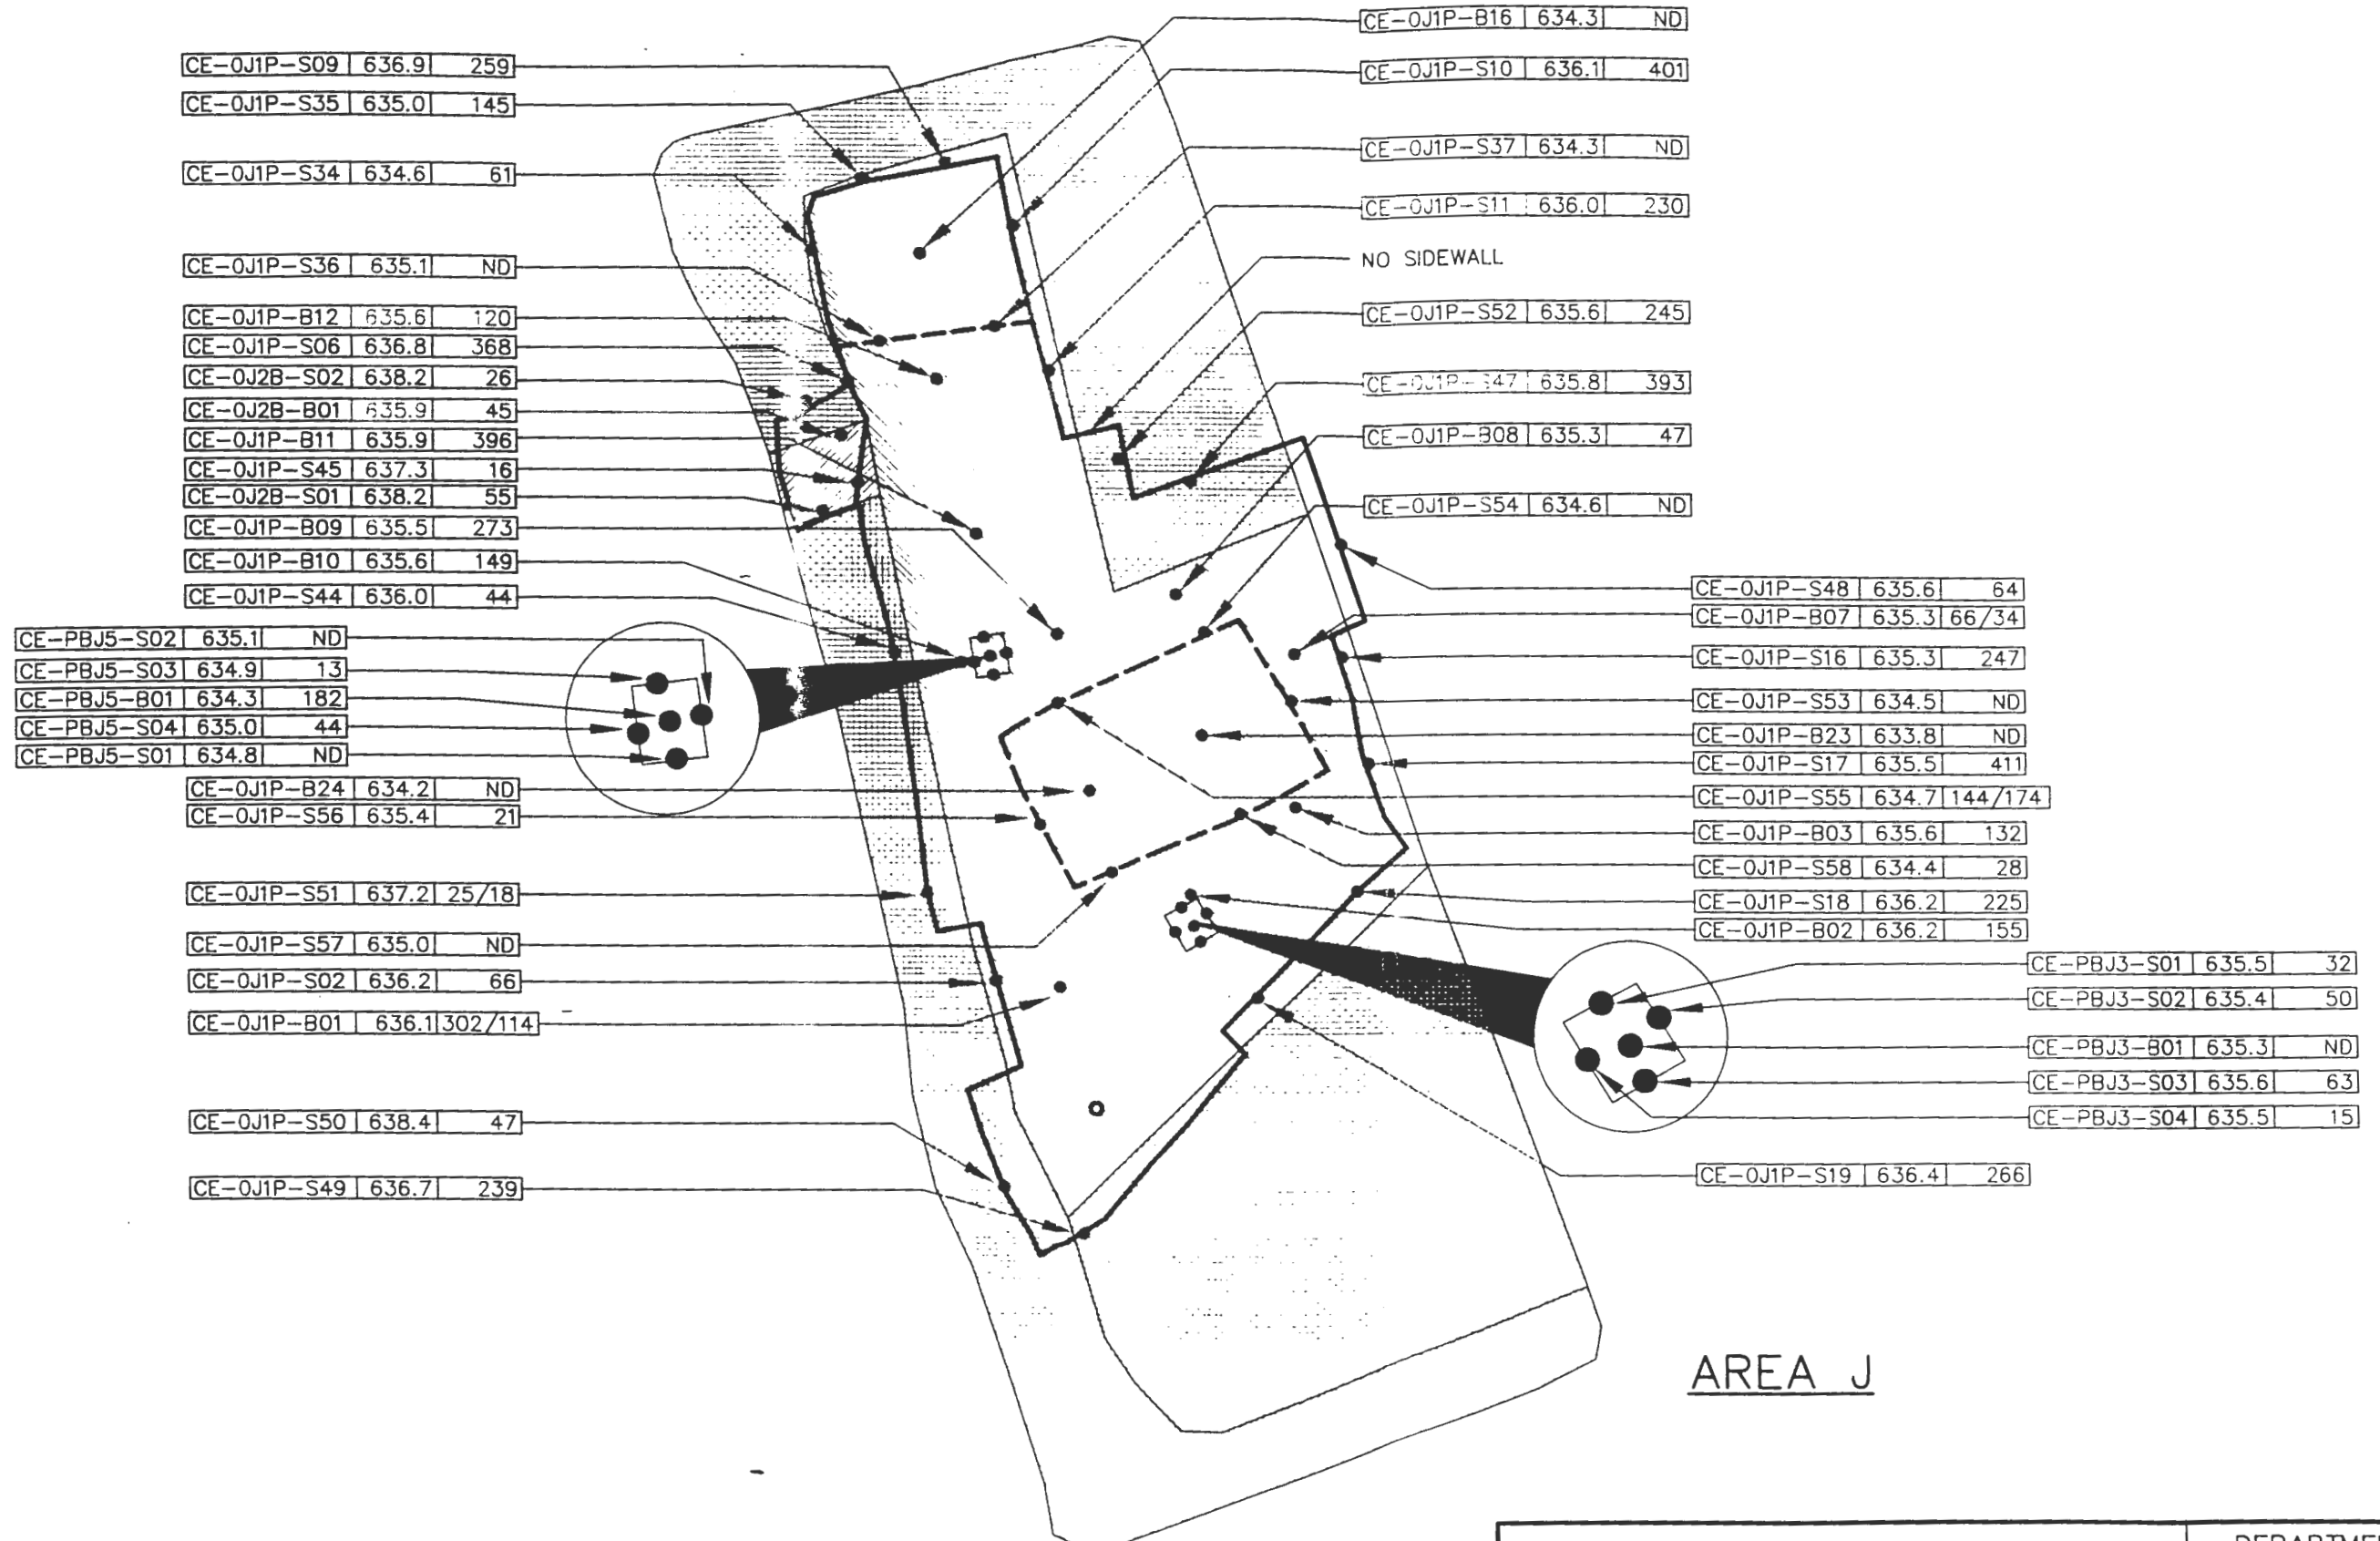 CE-0J1P-S09 636.9 259
CE-0J1P-S35 635.0 145
CE-0J1P-S34 634.6 61
CE-0J1P-S36 635.1 ND
CE-0J1P-B12 635.6 120
CE-0J1P-S06 636.8 368
CE-0J2B-S02 638.2 26
CE-0J2B-B01 635.9 45
CE-0J1P-B11 635.9 396
CE-0J1P-S45 637.3 16
CE-0J2B-S01 638.2 55
CE-0J1P-B09 635.5 273
CE-0J1P-B10 635.6 149
CE-0J1P-S44 636.0 44
CE-PBJ5-S02 635.1 ND
CE-PBJ5-S03 634.9 13
CE-PBJ5-B01 634.3 182
CE-PBJ5-S04 635.0 44
CE-PBJ5-S01 634.8 ND
CE-0J1P-B24 634.2 ND
CE-0J1P-S56 635.4 21
CE-0J1P-S51 637.2 25/18
CE-0J1P-S57 635.0 ND
CE-0J1P-S02 636.2 66
CE-0J1P-B01 636.1 302/114
CE-0J1P-S50 638.4 47
CE-0J1P-S49 636.7 239
CE-0J1P-B16 634.3 ND
CE-0J1P-S10 636.1 401
CE-0J1P-S37 634.3 ND
CE-0J1P-S11 636.0 230
NO SIDEWALL
CE-0J1P-S52 635.6 245
CE-0J1P-S47 635.8 393
CE-0J1P-B08 635.3 47
CE-0J1P-S54 634.6 ND
CE-0J1P-S48 635.6 64
CE-0J1P-B07 635.3 66/34
CE-0J1P-S16 635.3 247
CE-0J1P-S53 634.5 ND
CE-0J1P-B23 633.8 ND
CE-0J1P-S17 635.5 411
CE-0J1P-S55 634.7 144/174
CE-0J1P-B03 635.6 132
CE-0J1P-S58 634.4 28
CE-0J1P-S18 636.2 225
CE-0J1P-B02 636.2 155
CE-PBJ3-S01 635.5 32
CE-PBJ3-S02 635.4 50
CE-PBJ3-B01 635.3 ND
CE-PBJ3-S03 635.6 63
CE-PBJ3-S04 635.5 15
CE-0J1P-S19 636.4 266
AREA J